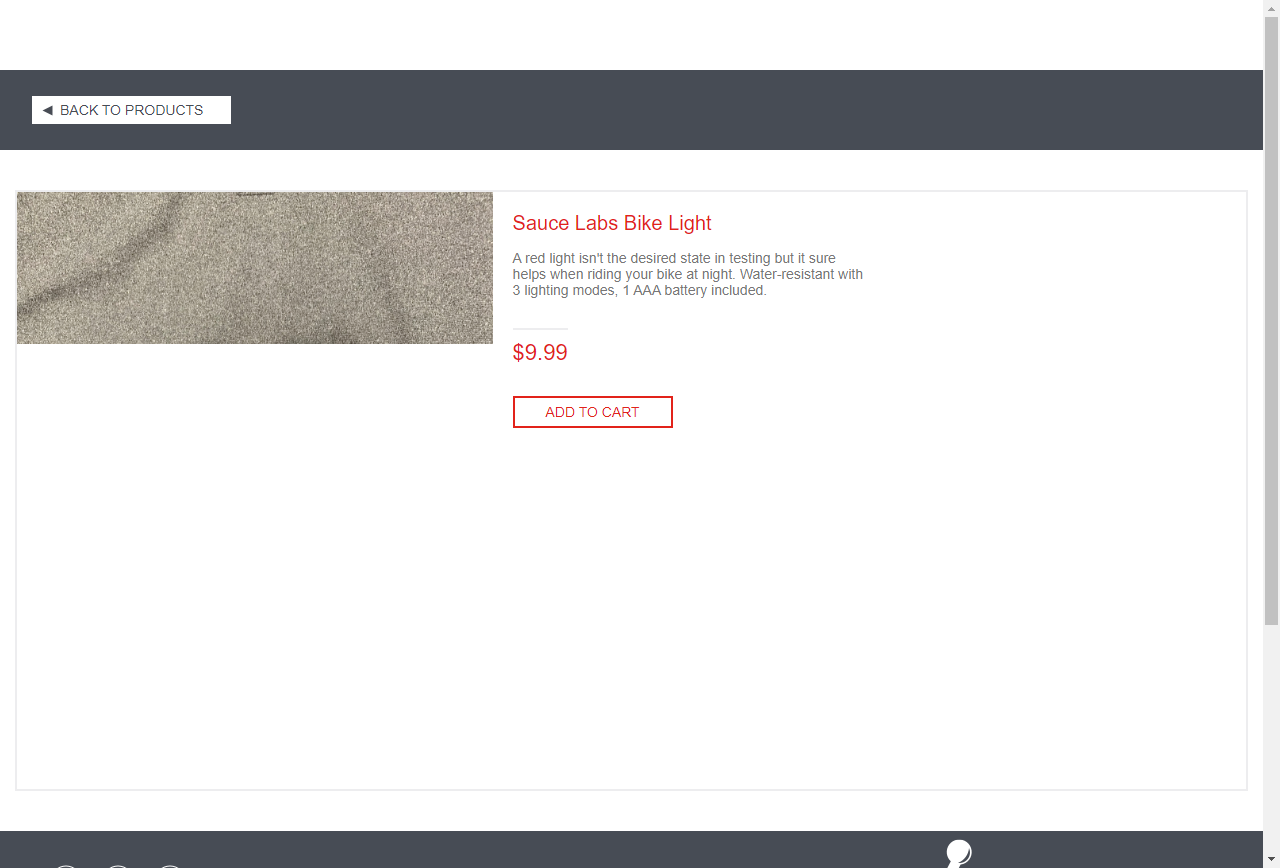 ◄ BACK TO PRODUCTS
Sauce Labs Bike Light
A red light isn't the desired state in testing but it sure
helps when riding your bike at night. Water-resistant with
3 lighting modes, 1 AAA battery included.
$9.99
ADD TO CART